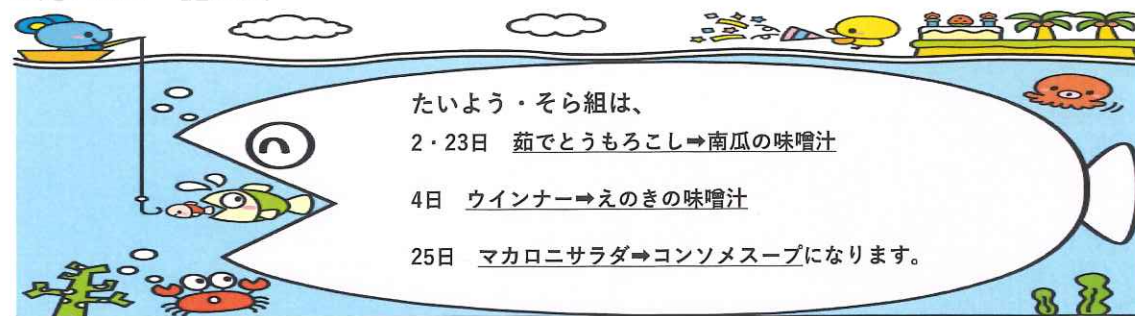 たいよう・そら組は、
2・23日 茹でとうもろこし➡南瓜の味噌汁
4日 ウインナー➡えのきの味噌汁
25日 マカロニサラダ➡コンソメスープになります。